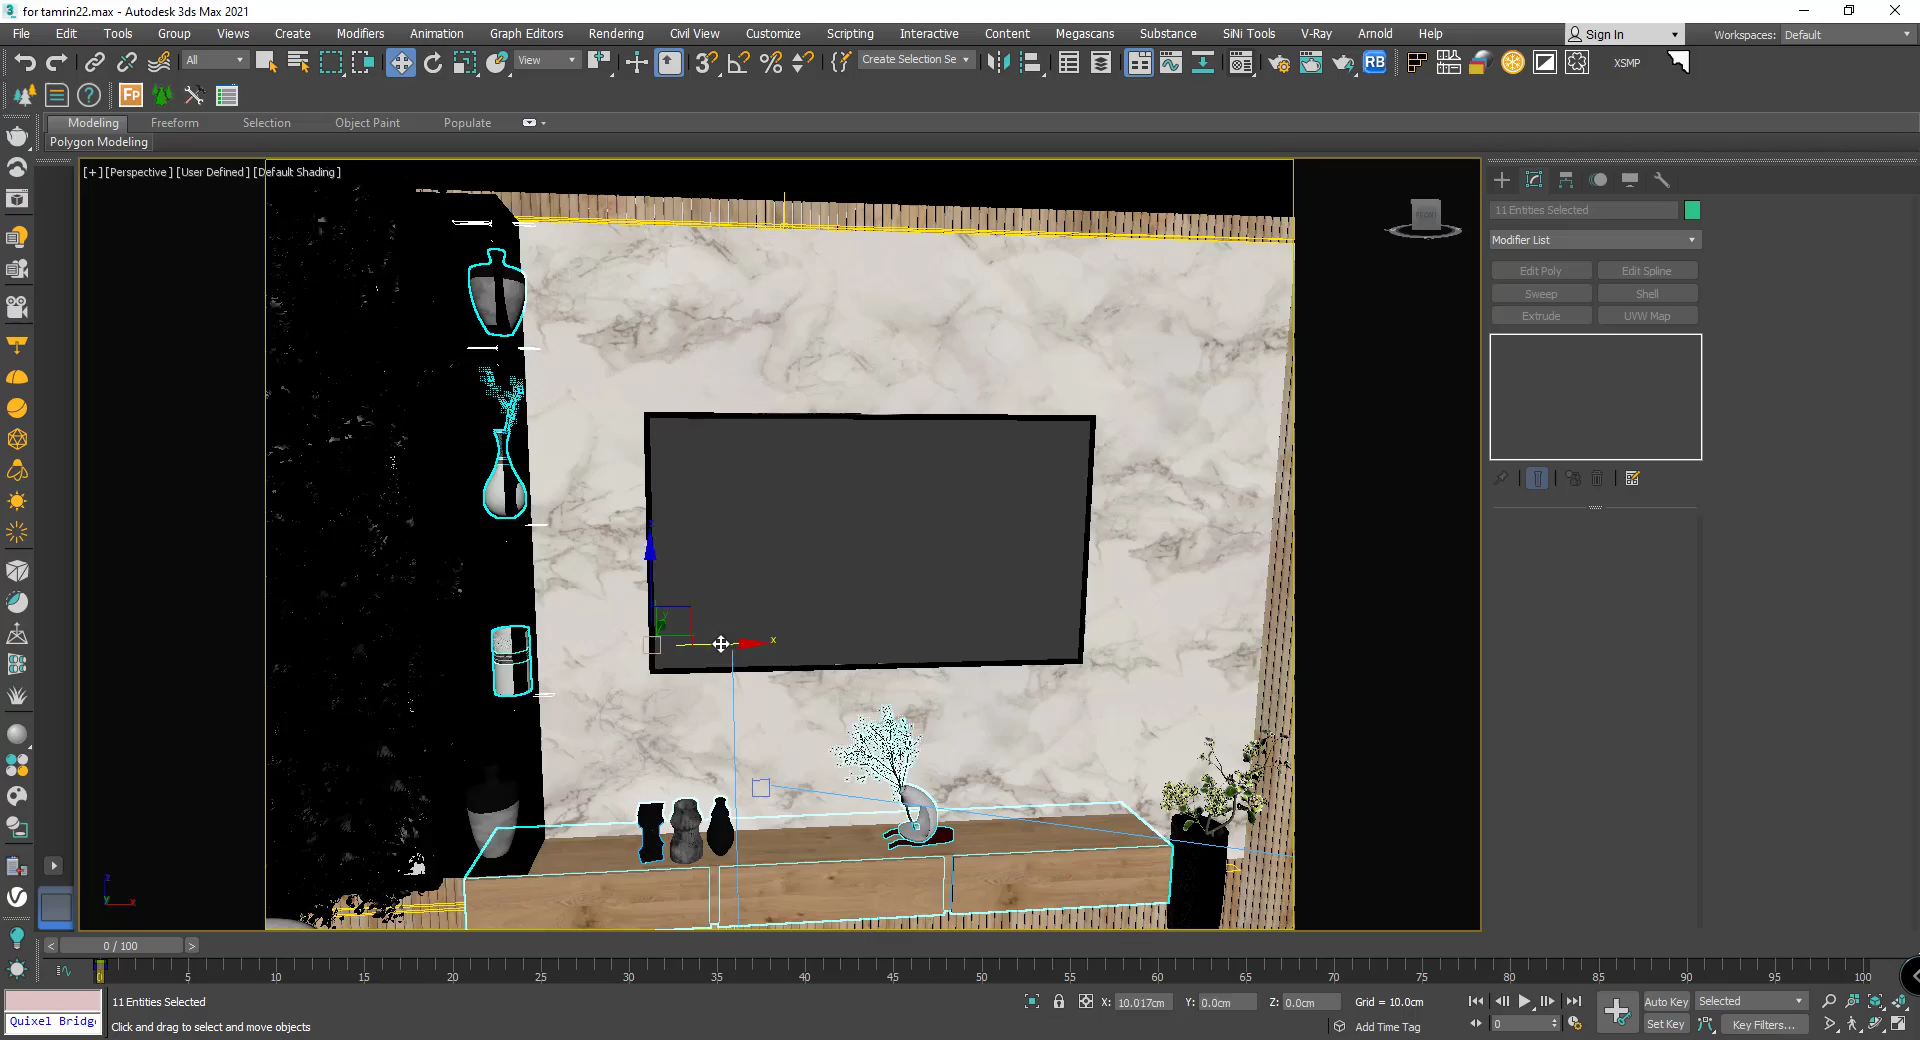 for tamrin22.max - Autodesk 3ds Max 2021
File Edit Tools Group Views Create Modifiers Animation Graph Editors Rendering Civil View Customize Scripting Interactive Content Megascans Substance SiNi Tools V-Ray Arnold Help Sign In Workspaces: Default
All View Create Selection Se RB XSMP
Fp
Modeling Freeform Selection Object Paint Populate
Polygon Modeling
[+] [Perspective] [User Defined] [Default Shading]
11 Entities Selected
Modifier List
Edit Poly Edit Spline
Sweep Shell
Extrude UVW Map
x
y
z
x
< 0 / 100 >
0 5 10 15 20 25 30 35 40 45 50 55 60 65 70 75 80 85 90 95 100
11 Entities Selected X: 10.017cm Y: 0.0cm Z: 0.0cm Grid = 10.0cm Auto Key Selected
Quixel Bridg Click and drag to select and move objects Add Time Tag 0 Set Key Key Filters...